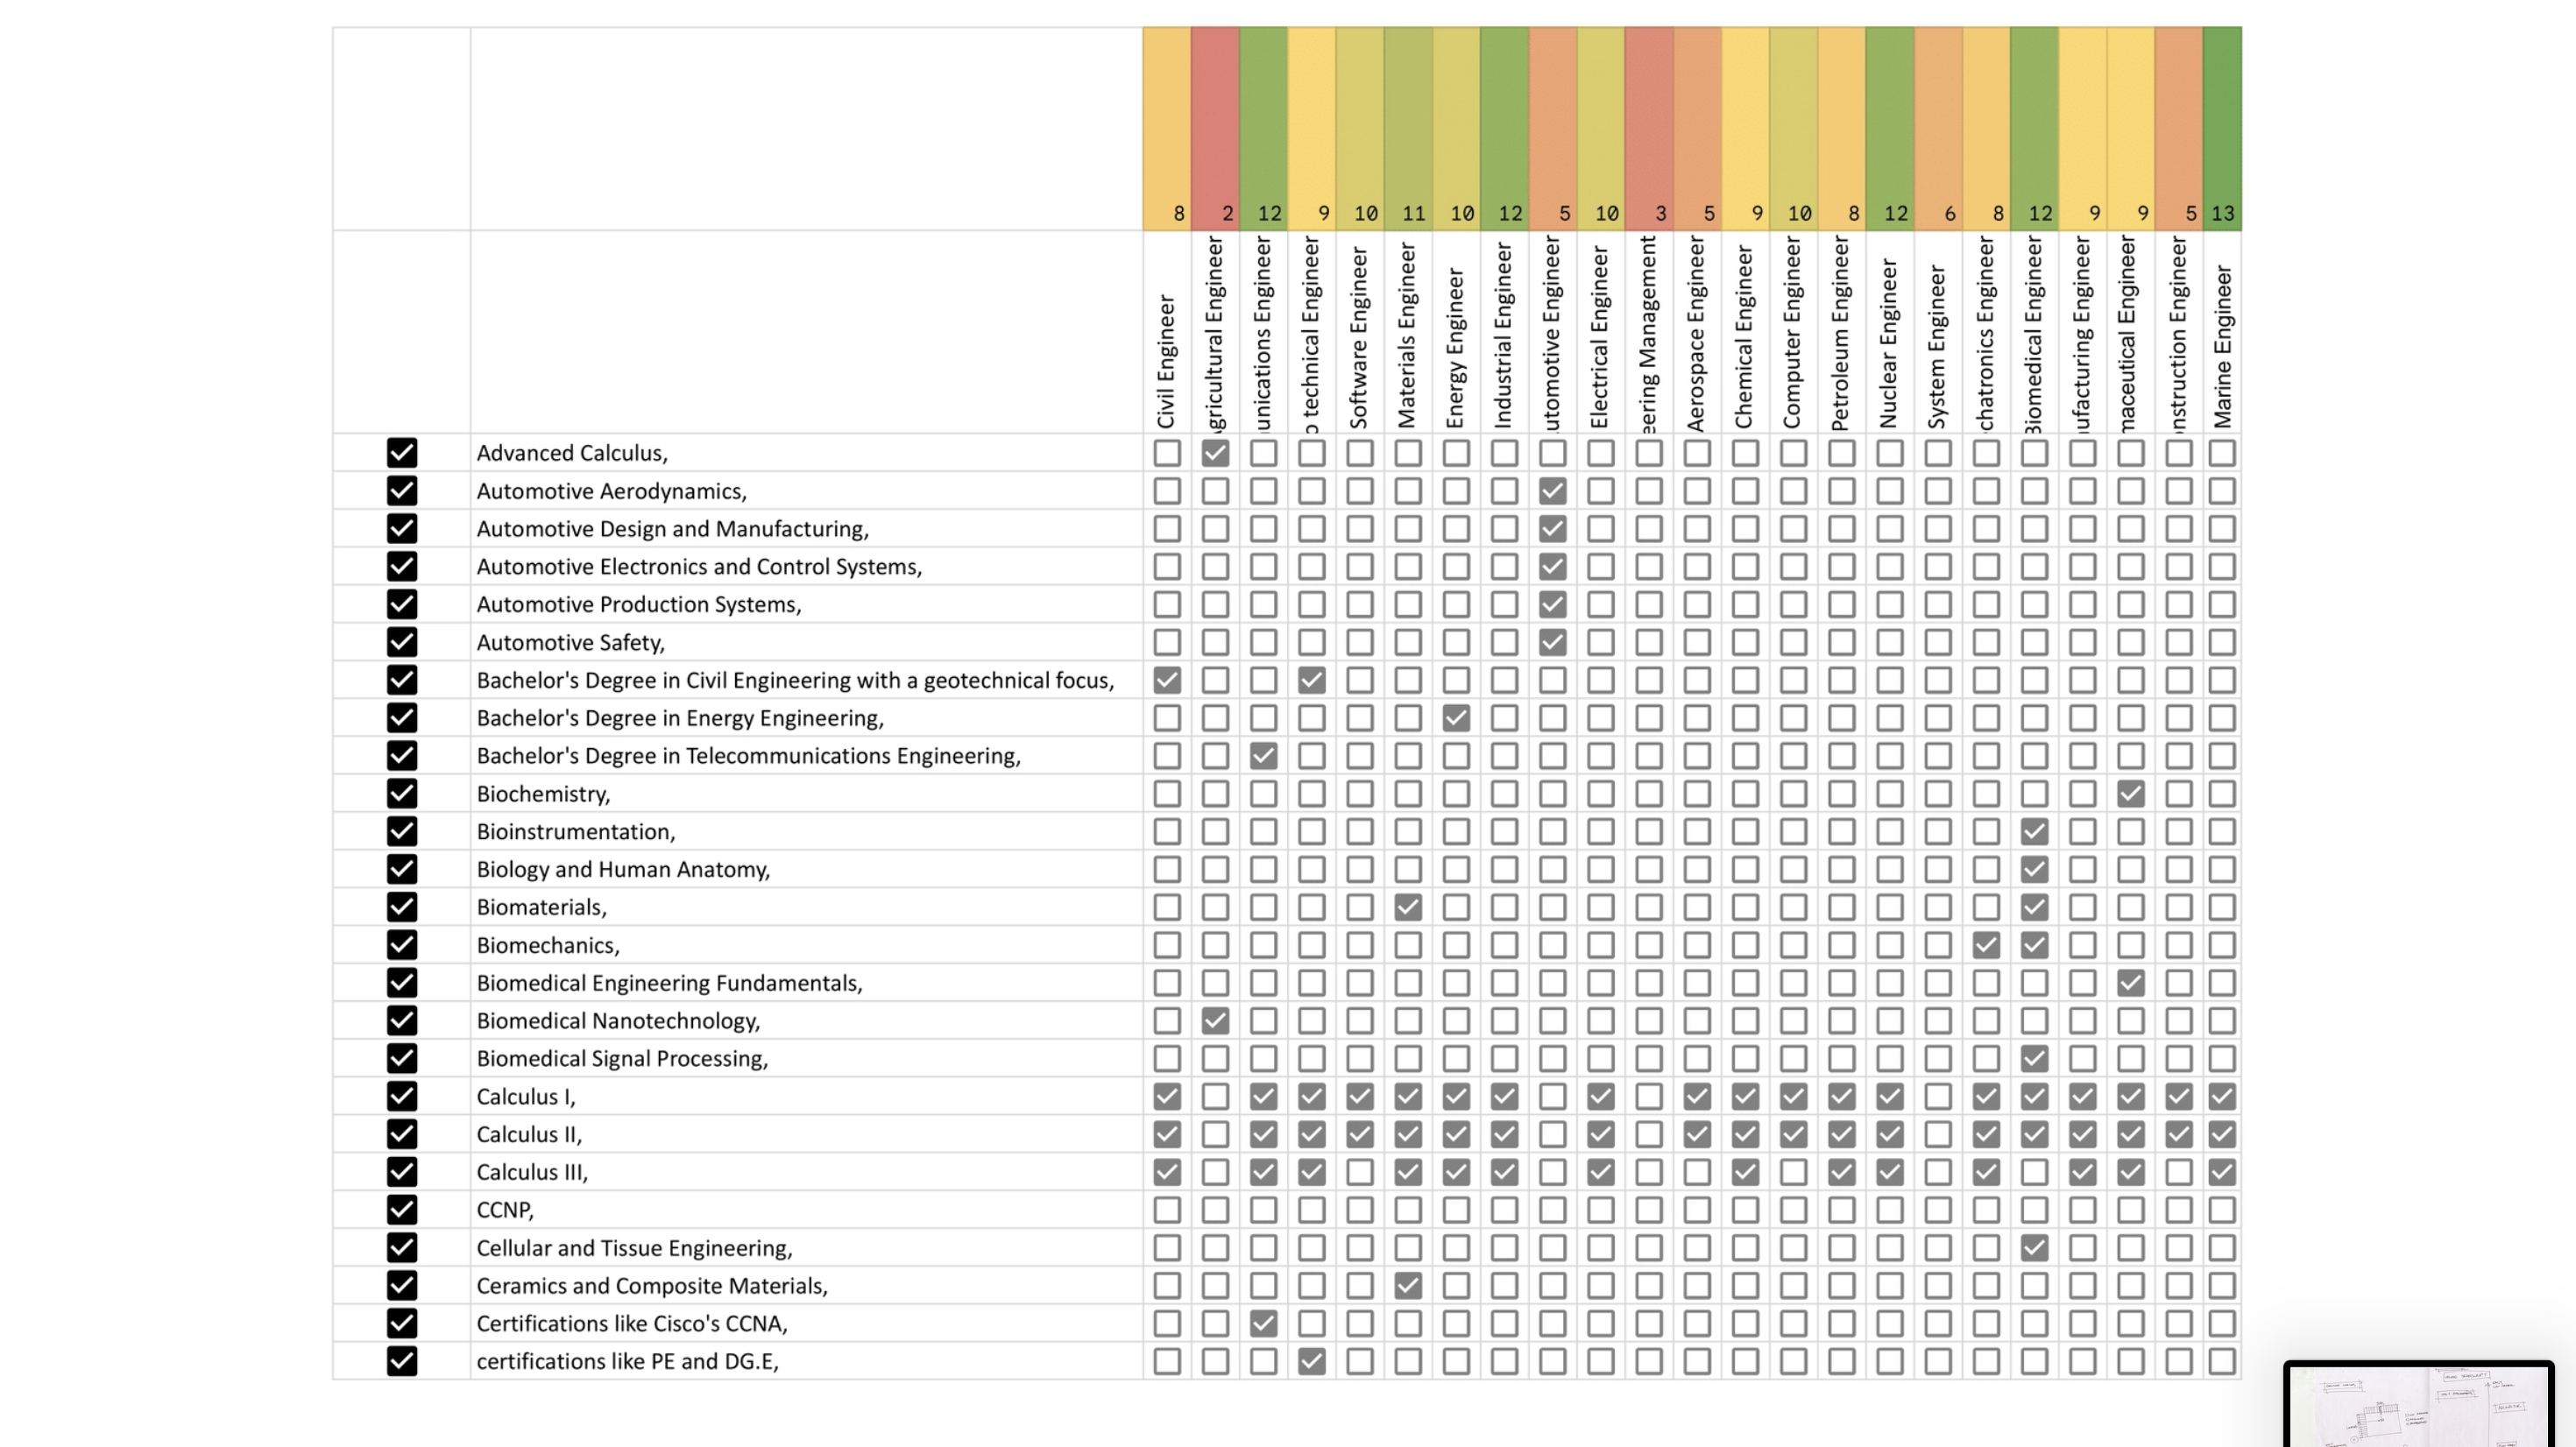 8 2 12 9 10 11 10 12 5 10 3 5 9 10 8 12 6 8 12 9 9 5 13
Civil Engineer
gricultural Engineer
unications Engineer
o technical Engineer
Software Engineer
Materials Engineer
Energy Engineer
Industrial Engineer
utomotive Engineer
Electrical Engineer
eering Management
Aerospace Engineer
Chemical Engineer
Computer Engineer
Petroleum Engineer
Nuclear Engineer
System Engineer
chatronics Engineer
Biomedical Engineer
ufacturing Engineer
maceutical Engineer
nstruction Engineer
Marine Engineer
Advanced Calculus,
Automotive Aerodynamics,
Automotive Design and Manufacturing,
Automotive Electronics and Control Systems,
Automotive Production Systems,
Automotive Safety,
Bachelor's Degree in Civil Engineering with a geotechnical focus,
Bachelor's Degree in Energy Engineering,
Bachelor's Degree in Telecommunications Engineering,
Biochemistry,
Bioinstrumentation,
Biology and Human Anatomy,
Biomaterials,
Biomechanics,
Biomedical Engineering Fundamentals,
Biomedical Nanotechnology,
Biomedical Signal Processing,
Calculus I,
Calculus II,
Calculus III,
CCNP,
Cellular and Tissue Engineering,
Ceramics and Composite Materials,
Certifications like Cisco's CCNA,
certifications like PE and DG.E,